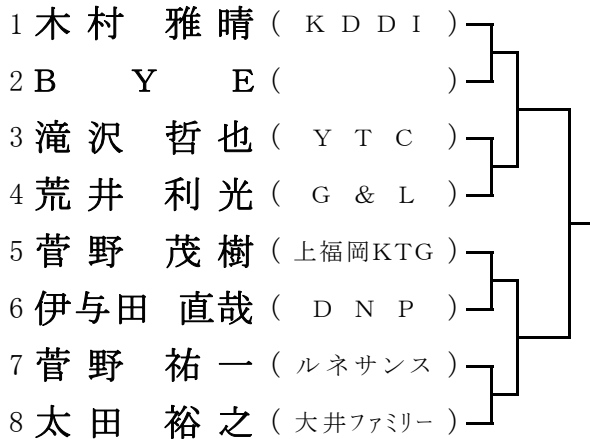 1 木村 雅晴 ( KDDI )
2 BYE ( )
3 滝沢 哲也 ( YTC )
4 荒井 利光 ( G&L )
5 菅野 茂樹 ( 上福岡KTG )
6 伊与田 直哉 ( DNP )
7 菅野 祐一 ( ルネサンス )
8 太田 裕之 ( 大井ファミリー )